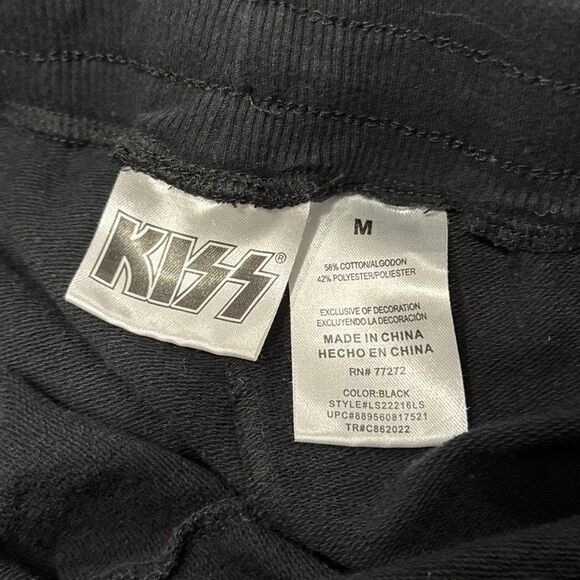 KISS®
M
58% COTTON/ALGODON
42% POLYESTER/POLIESTER
EXCLUSIVE OF DECORATION
EXCLUYENDO LA DECORACIÓN
MADE IN CHINA
HECHO EN CHINA
RN# 77272
COLOR:BLACK
STYLE#LS22216LS
UPC#889560817521
TR#C862022